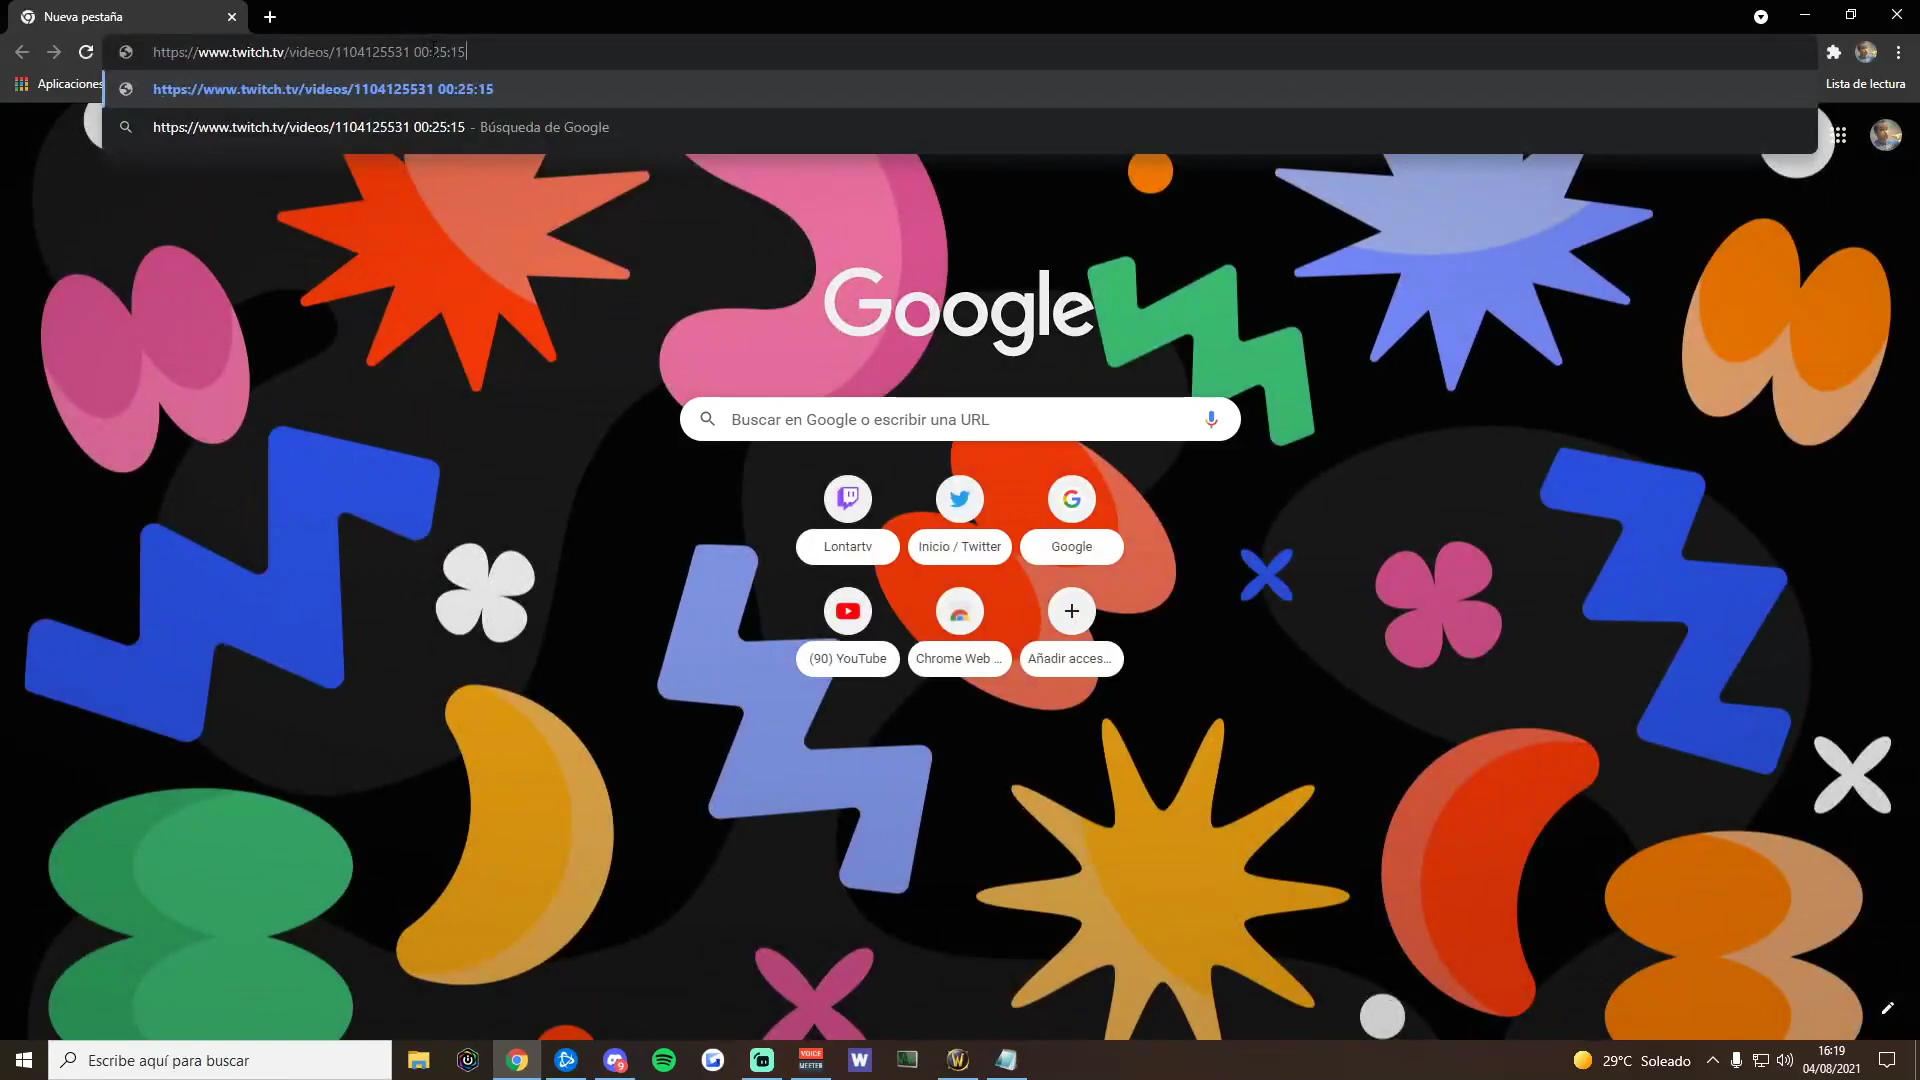 Nueva pestaña
https://www.twitch.tv/videos/1104125531 00:25:15
Aplicaciones
https://www.twitch.tv/videos/1104125531 00:25:15
Lista de lectura
https://www.twitch.tv/videos/1104125531 00:25:15 - Búsqueda de Google
Google
Buscar en Google o escribir una URL
Lontartv
Inicio / Twitter
Google
(90) YouTube
Chrome Web ...
Añadir acces...
Escribe aquí para buscar
9
VOICE
MEETER
W
29°C Soleado
16:19
04/08/2021